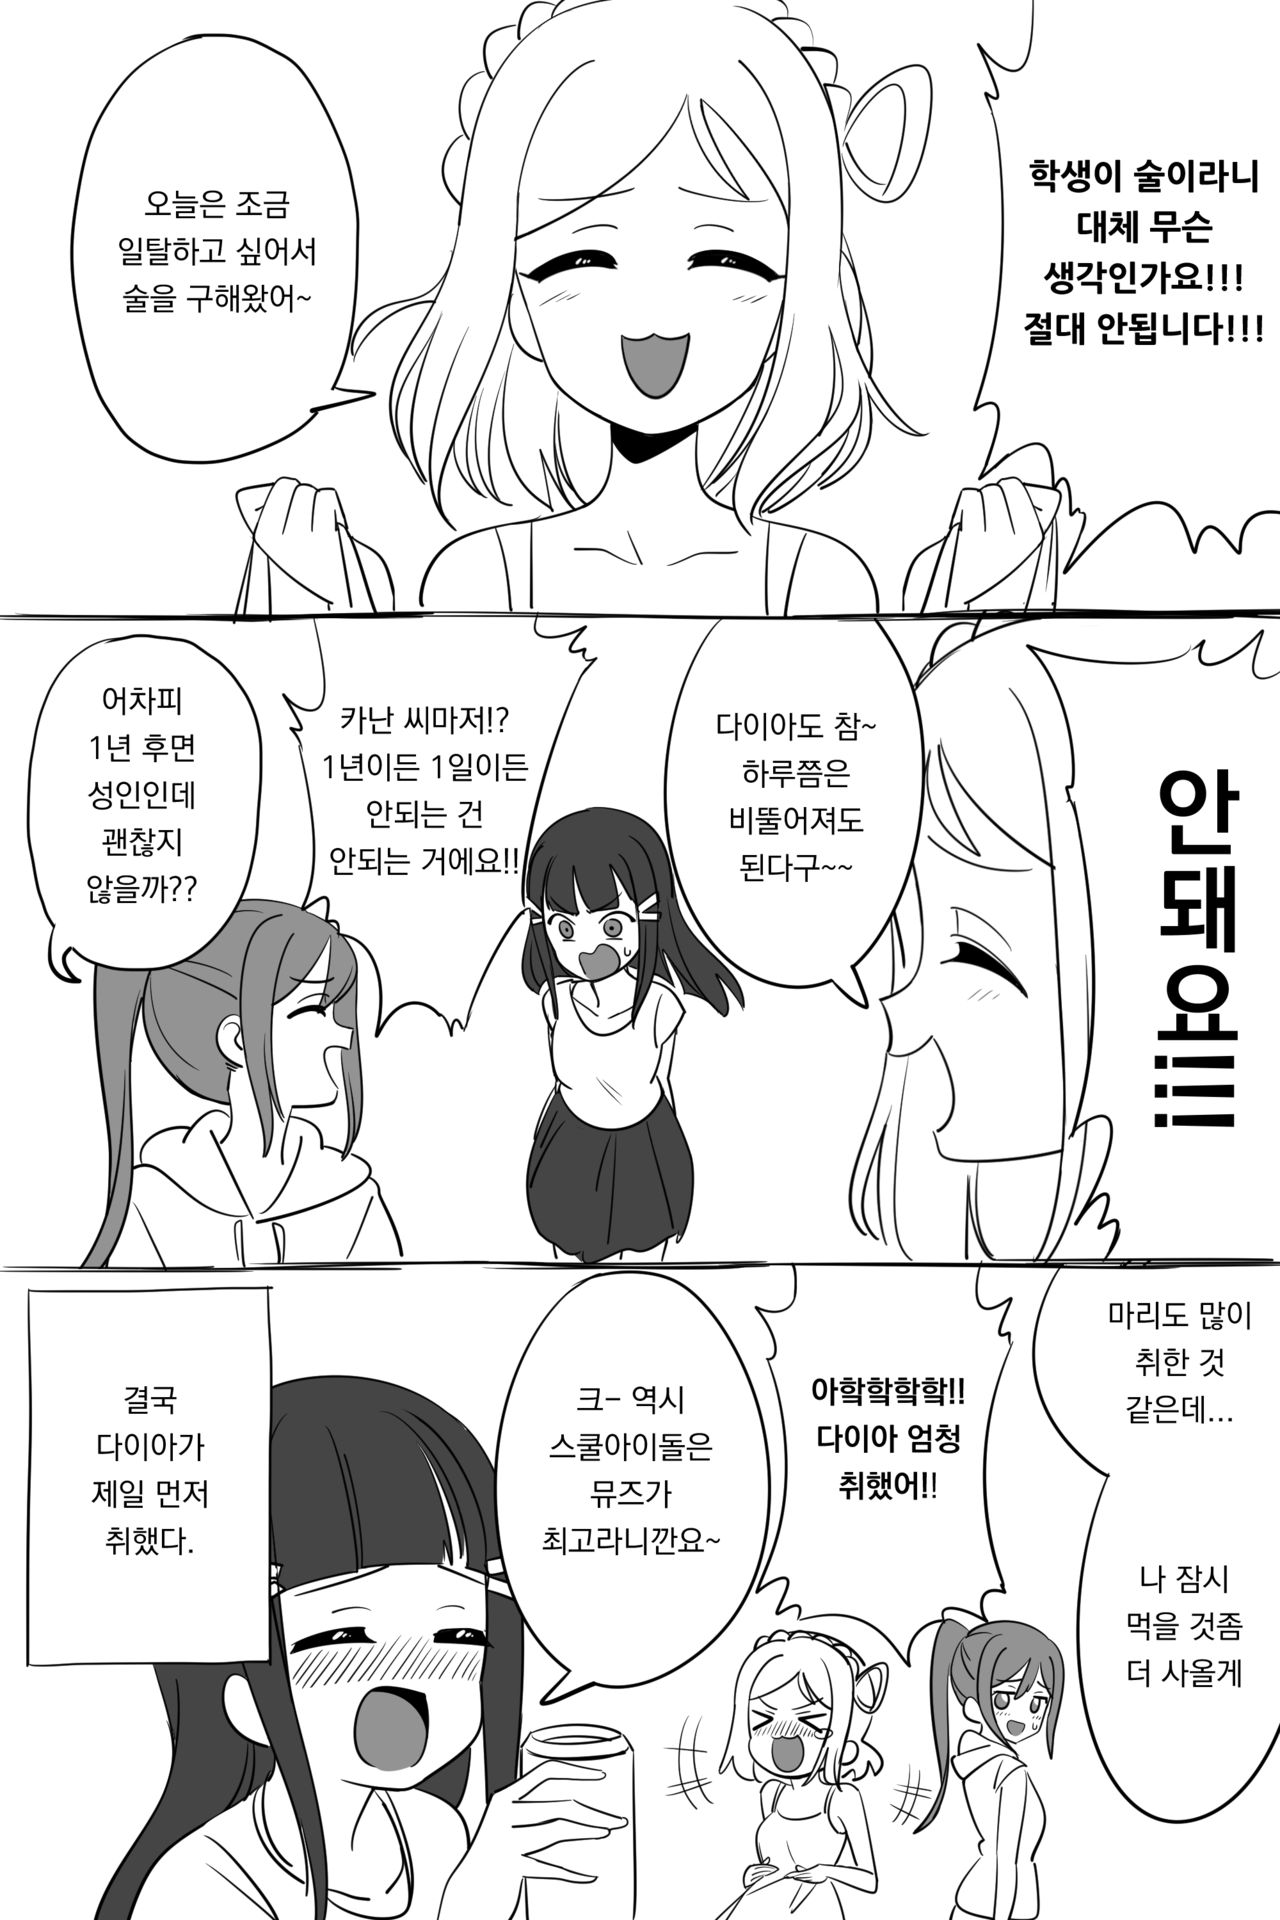 오늘은 조금
일탈하고 싶어서
술을 구해왔어~
학생이 술이라니
대체 무슨
생각인가요!!!
절대 안됩니다!!!
어차피
1년 후면
성인인데
괜찮지
않을까??
카난 씨마저!?
1년이든 1일이든
안되는 건
안되는 거에요!!
다이아도 참~
하루쯤은
비뚤어져도
된다구~~
안돼요!!!
결국
다이아가
제일 먼저
취했다.
크- 역시
스쿨아이돌은
뮤즈가
최고라니깐요~
아핰핰핰핰!!
다이아 엄청
취했어!!
마리도 많이
취한 것
같은데...
나 잠시
먹을 것좀
더 사올게